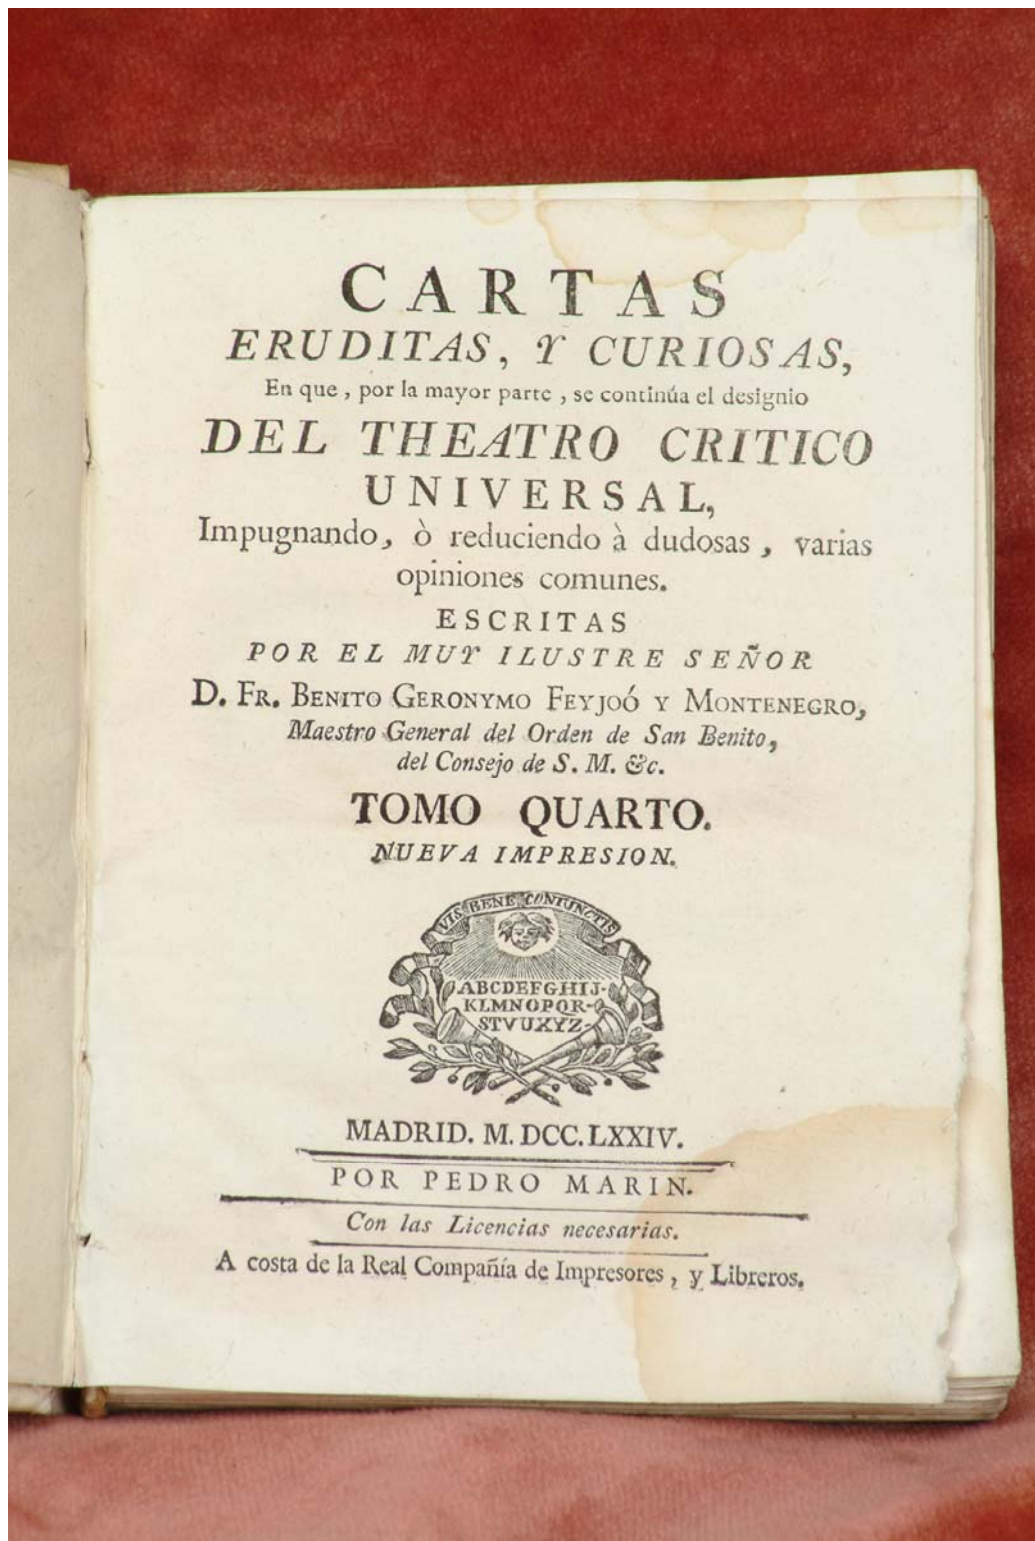 CARTAS
ERUDITAS, Y CURIOSAS,
En que, por la mayor parte, se continúa el designio
DEL THEATRO CRITICO
UNIVERSAL,
Impugnando, ò reduciendo à dudosas, varias
opiniones comunes.
ESCRITAS
POR EL MUY ILUSTRE SEÑOR
D. FR. BENITO GERONYMO FEYJOÓ Y MONTENEGRO,
Maestro General del Orden de San Benito,
del Consejo de S. M. &c.
TOMO QUARTO.
NUEVA IMPRESION.
VIS BENE CONIUNCTIS
ABCDEFGHIJ-
KLMNOPQR-
STVUXYZ-
MADRID. M. DCC. LXXIV.
POR PEDRO MARIN.
Con las Licencias necesarias.
A costa de la Real Compañía de Impresores, y Libreros.